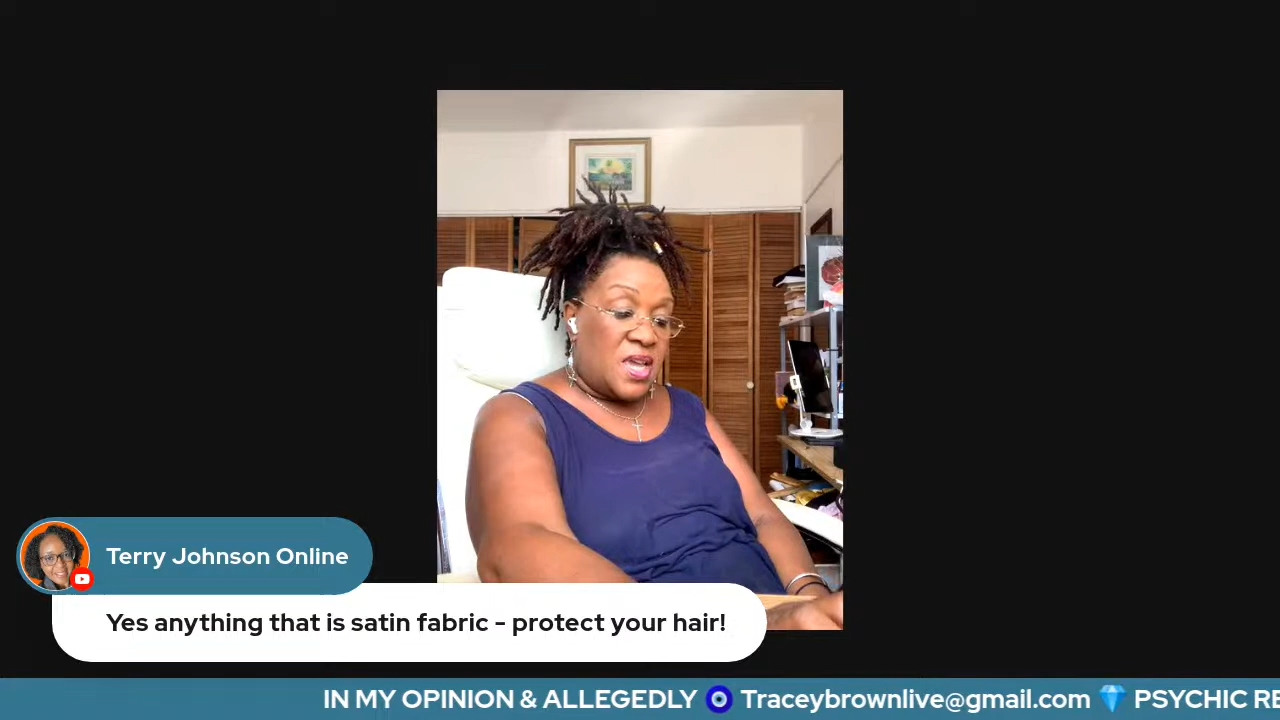 Terry Johnson Online
Yes anything that is satin fabric - protect your hair!
IN MY OPINION & ALLEGEDLY 🧿 Traceybrownlive@gmail.com 💎 PSYCHIC RE